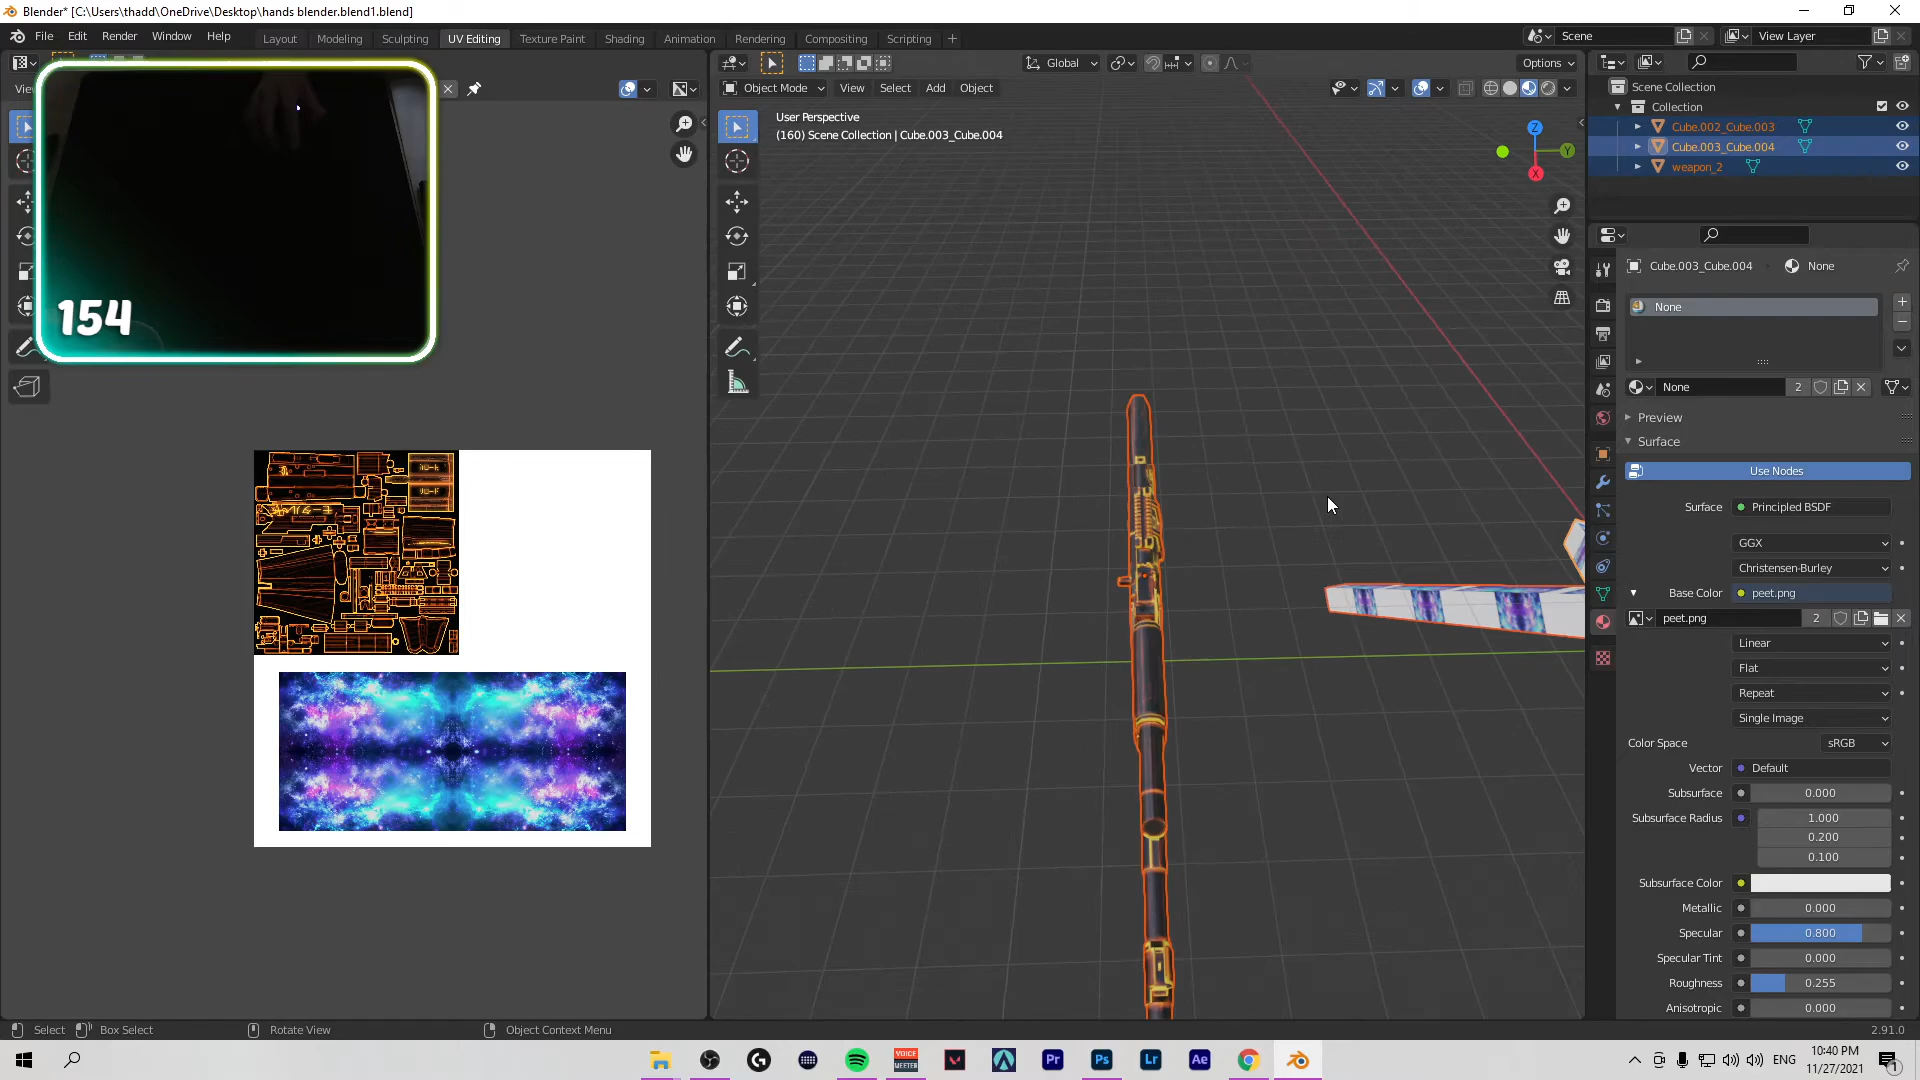 Blender* [C:\Users\thadd\OneDrive\Desktop\hands blender.blend1.blend]
File Edit Render Window Help
Layout Modeling Sculpting UV Editing Texture Paint Shading Animation Rendering Compositing Scripting +
Scene View Layer
Global Options
Object Mode View Select Add Object
User Perspective
(160) Scene Collection | Cube.003_Cube.004
154
Z
Y
X
Scene Collection
Collection
Cube.002_Cube.003
Cube.003_Cube.004
weapon_2
Cube.003_Cube.004 None
None
None 2
Preview
Surface
Use Nodes
Surface Principled BSDF
GGX
Christensen-Burley
Base Color peet.png
peet.png 2
Linear
Flat
Repeat
Single Image
Color Space sRGB
Vector Default
Subsurface 0.000
Subsurface Radius 1.000
0.200
0.100
Subsurface Color
Metallic 0.000
Specular 0.800
Specular Tint 0.000
Roughness 0.255
Anisotropic 0.000
Select Box Select Rotate View Object Context Menu 2.91.0
VOICE
MEETER
Pr Ps Lr Ae
ENG
10:40 PM
11/27/2021
1